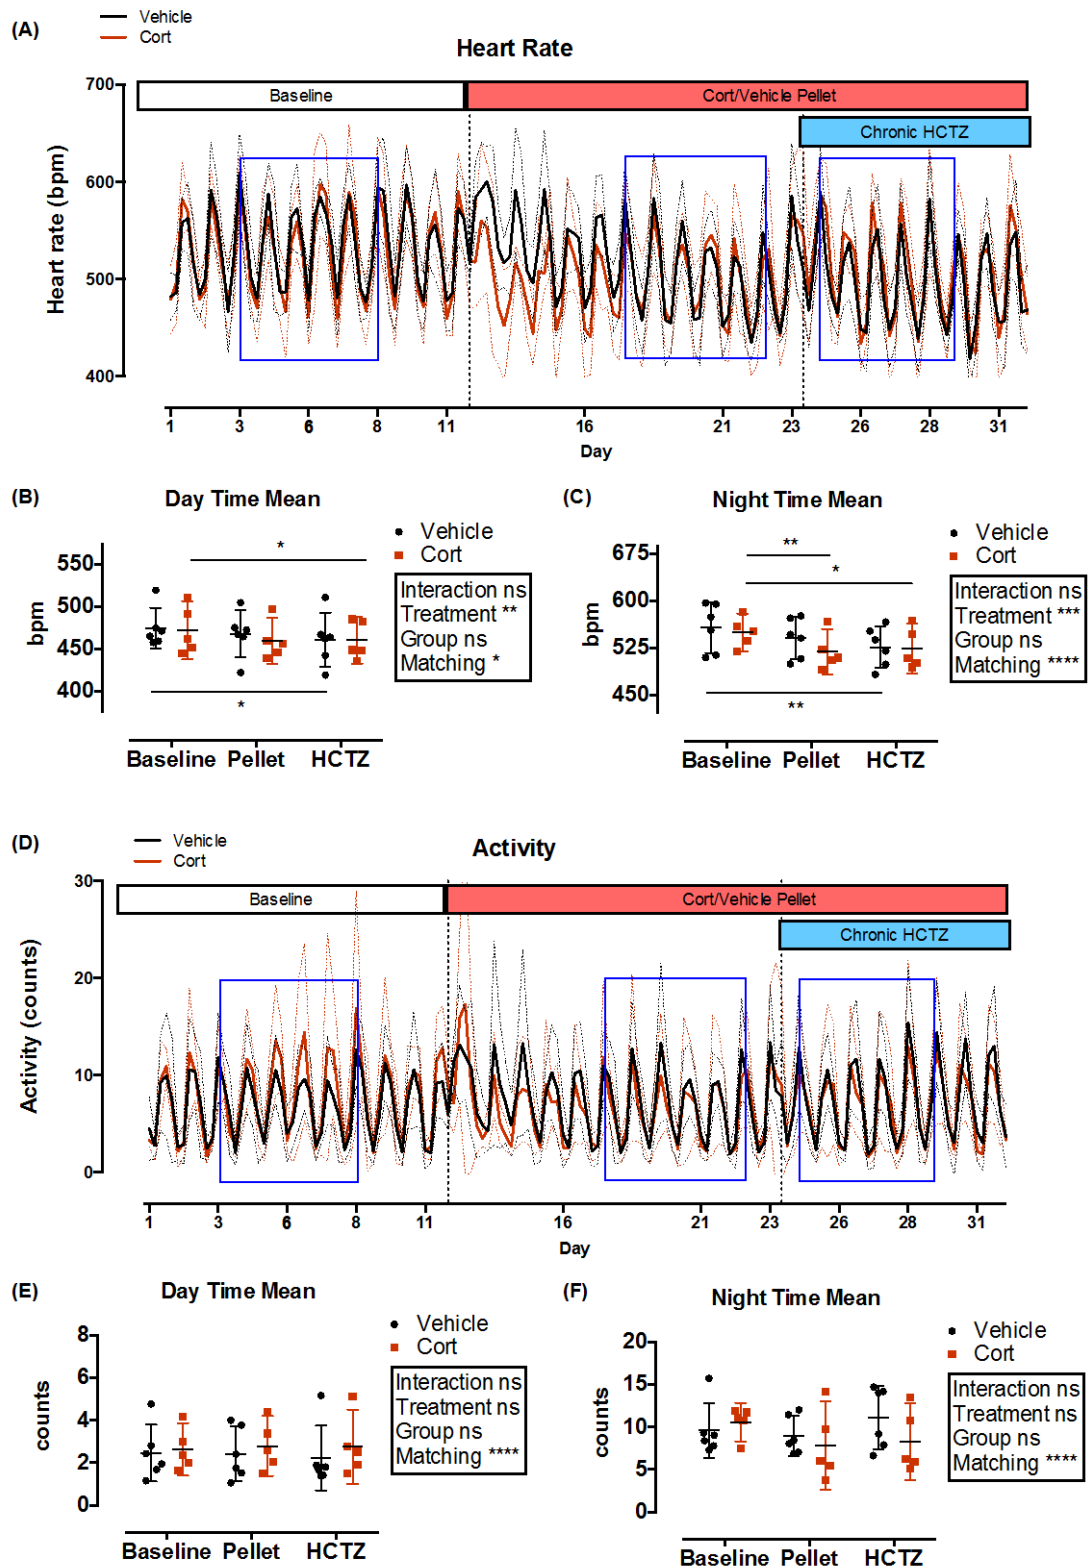 (A)
Vehicle
Cort
Heart Rate
Heart rate (bpm)
700
600
500
400
Baseline
Cort/Vehicle Pellet
Chronic HCTZ
1 3 6 8 11 16 21 23 26 28 31
Day
(B)
Day Time Mean
bpm
550
500
450
400
*
*
Vehicle
Cort
Interaction ns
Treatment **
Group ns
Matching *
Baseline Pellet HCTZ
(C)
Night Time Mean
bpm
675
600
525
450
**
*
**
Vehicle
Cort
Interaction ns
Treatment ***
Group ns
Matching ****
Baseline Pellet HCTZ
(D)
Vehicle
Cort
Activity
Activity (counts)
30
20
10
0
Baseline
Cort/Vehicle Pellet
Chronic HCTZ
1 3 6 8 11 16 21 23 26 28 31
Day
(E)
Day Time Mean
counts
8
6
4
2
0
Vehicle
Cort
Interaction ns
Treatment ns
Group ns
Matching ****
Baseline Pellet HCTZ
(F)
Night Time Mean
counts
20
15
10
5
0
Vehicle
Cort
Interaction ns
Treatment ns
Group ns
Matching ****
Baseline Pellet HCTZ